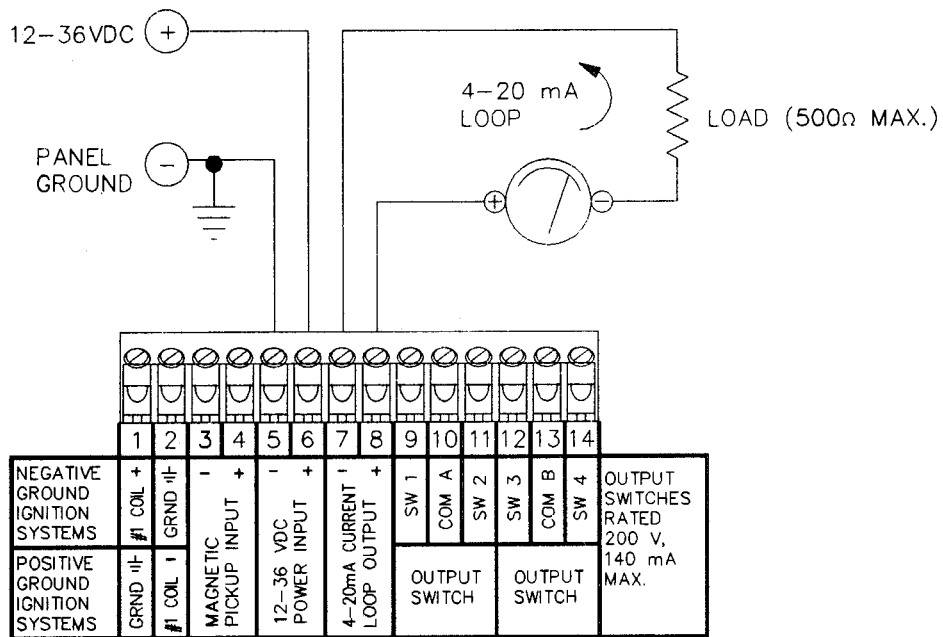 12-36VDC +
4-20 mA
LOOP
LOAD (500Ω MAX.)
PANEL
GROUND
-
+
-
1 2 3 4 5 6 7 8 9 10 11 12 13 14
NEGATIVE
GROUND
IGNITION
SYSTEMS
#1 COIL +
GRND
POSITIVE
GROUND
IGNITION
SYSTEMS
GRND
#1 COIL -
- +
MAGNETIC
PICKUP INPUT
- +
12-36 VDC
POWER INPUT
- +
4-20mA CURRENT
LOOP OUTPUT
SW 1
COM A
SW 2
SW 3
COM B
SW 4
OUTPUT
SWITCH
OUTPUT
SWITCH
OUTPUT
SWITCHES
RATED
200 V,
140 mA
MAX.